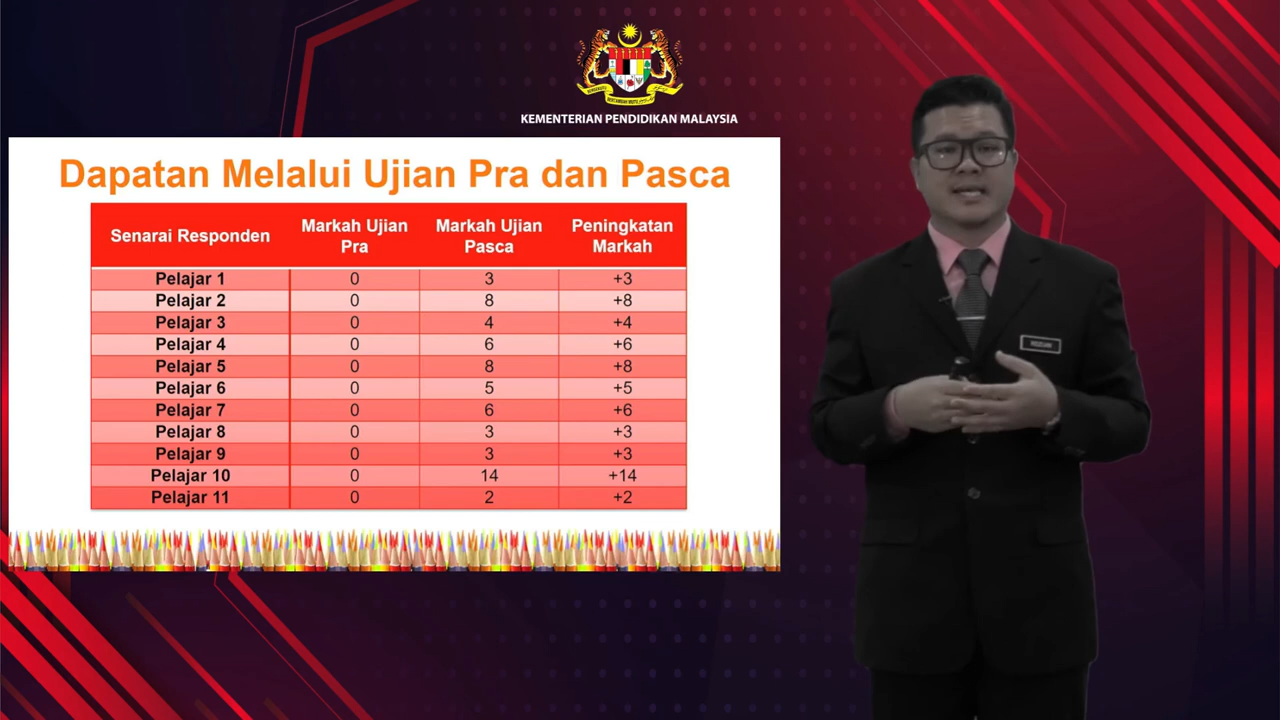 KEMENTERIAN PENDIDIKAN MALAYSIA
Dapatan Melalui Ujian Pra dan Pasca
Senarai Responden Markah Ujian Pra Markah Ujian Pasca Peningkatan Markah
Pelajar 1 0 3 +3
Pelajar 2 0 8 +8
Pelajar 3 0 4 +4
Pelajar 4 0 6 +6
Pelajar 5 0 8 +8
Pelajar 6 0 5 +5
Pelajar 7 0 6 +6
Pelajar 8 0 3 +3
Pelajar 9 0 3 +3
Pelajar 10 0 14 +14
Pelajar 11 0 2 +2